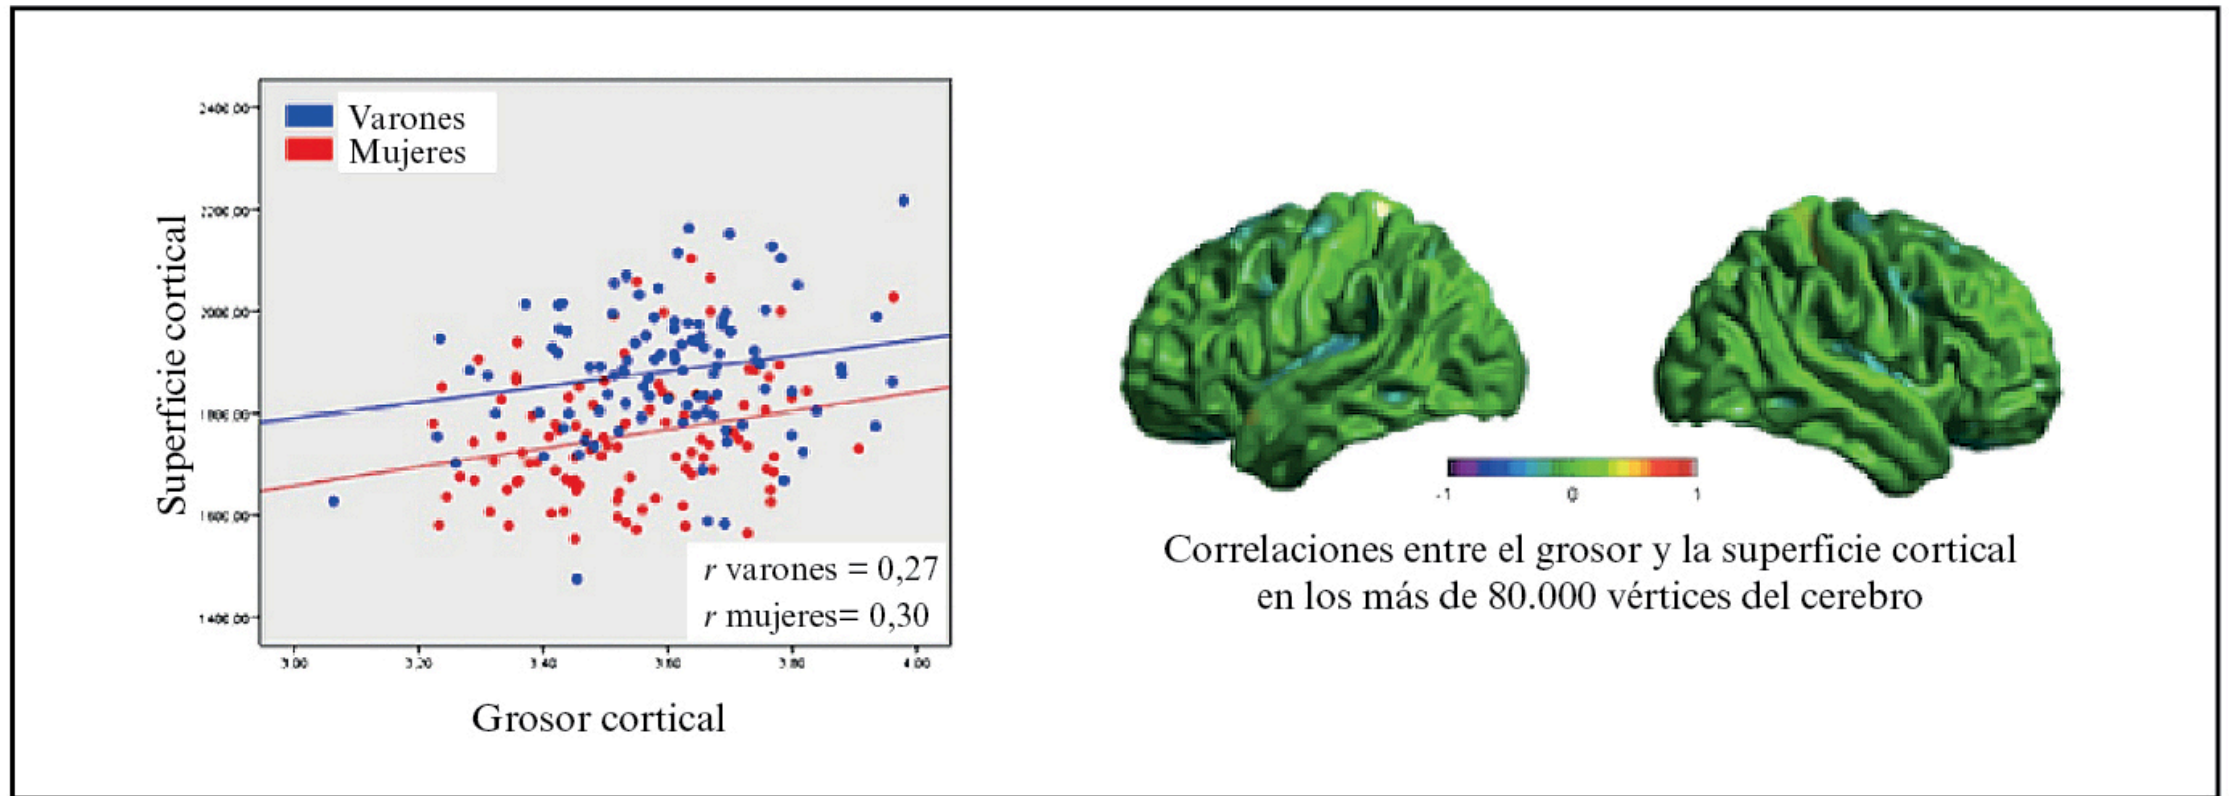 Varones
Mujeres
Superficie cortical
2400.00
2200.00
2000.00
1800.00
1600.00
1400.00
r varones = 0,27
r mujeres= 0,30
3.00
3.20
3.40
3.60
3.80
4.00
Grosor cortical
-1
0
1
Correlaciones entre el grosor y la superficie cortical
en los más de 80.000 vértices del cerebro